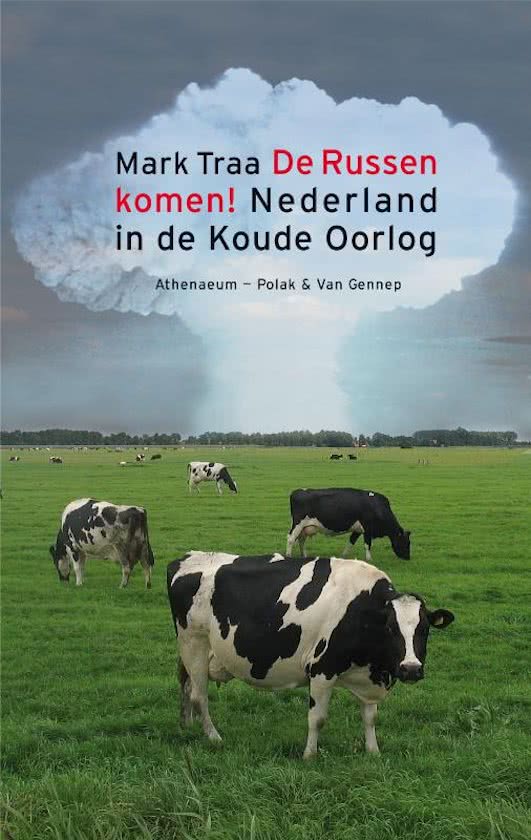 Mark Traa De Russen
komen! Nederland
in de Koude Oorlog
Athenaeum – Polak & Van Gennep